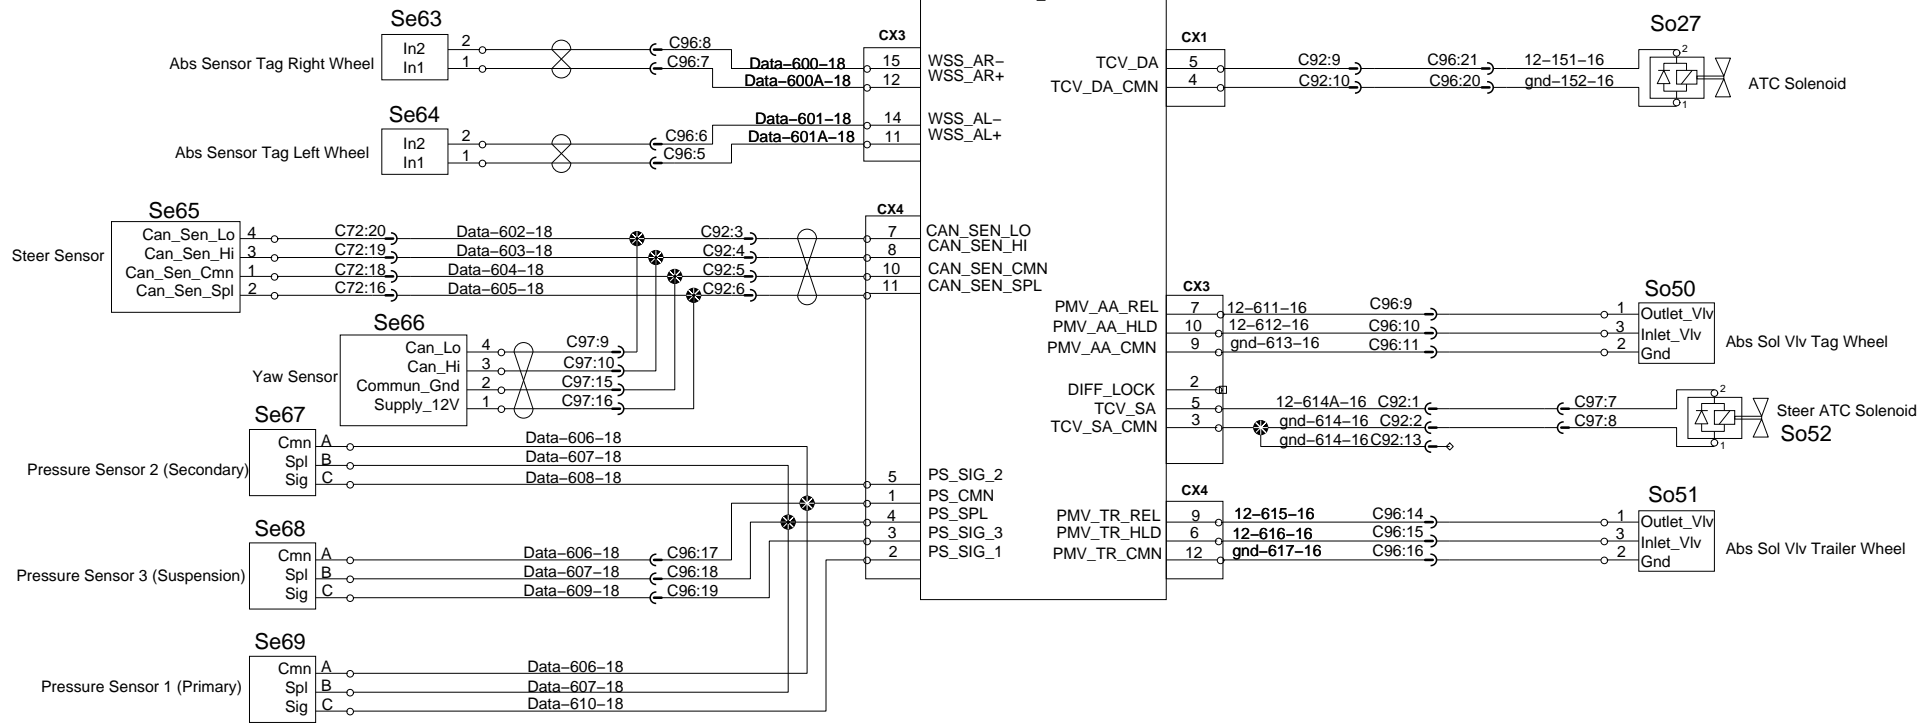 Se63
Abs Sensor Tag Right Wheel
In2 2 C96:8
In1 1 C96:7
Data-600-18
Data-600A-18
CX3
15 WSS_AR-
12 WSS_AR+
Se64
Abs Sensor Tag Left Wheel
In2 2 C96:6
In1 1 C96:5
Data-601-18
Data-601A-18
14 WSS_AL-
11 WSS_AL+
Se65
Steer Sensor
Can_Sen_Lo 4 C72:20 Data-602-18 C92:3
Can_Sen_Hi 3 C72:19 Data-603-18 C92:4
Can_Sen_Cmn 1 C72:18 Data-604-18 C92:5
Can_Sen_Spl 2 C72:16 Data-605-18 C92:6
CX4
7 CAN_SEN_LO
8 CAN_SEN_HI
10 CAN_SEN_CMN
11 CAN_SEN_SPL
Se66
Yaw Sensor
Can_Lo 4 C97:9
Can_Hi 3 C97:10
Commun_Gnd 2 C97:15
Supply_12V 1 C97:16
Se67
Pressure Sensor 2 (Secondary)
Cmn A Data-606-18
Spl B Data-607-18
Sig C Data-608-18
5 PS_SIG_2
1 PS_CMN
4 PS_SPL
3 PS_SIG_3
2 PS_SIG_1
Se68
Pressure Sensor 3 (Suspension)
Cmn A Data-606-18 C96:17
Spl B Data-607-18 C96:18
Sig C Data-609-18 C96:19
Se69
Pressure Sensor 1 (Primary)
Cmn A Data-606-18
Spl B Data-607-18
Sig C Data-610-18
CX1
TCV_DA 5 C92:9 C96:21 12-151-16
TCV_DA_CMN 4 C92:10 C96:20 gnd-152-16
So27
2
1
ATC Solenoid
CX3
PMV_AA_REL 7 12-611-16 C96:9
PMV_AA_HLD 10 12-612-16 C96:10
PMV_AA_CMN 9 gnd-613-16 C96:11
So50
1 Outlet_Vlv
3 Inlet_Vlv
2 Gnd
Abs Sol Vlv Tag Wheel
DIFF_LOCK 2
TCV_SA 5 12-614A-16 C92:1 C97:7
TCV_SA_CMN 3 gnd-614-16 C92:2 C97:8
gnd-614-16 C92:13
2
1
Steer ATC Solenoid
So52
CX4
PMV_TR_REL 9 12-615-16 C96:14
PMV_TR_HLD 6 12-616-16 C96:15
PMV_TR_CMN 12 gnd-617-16 C96:16
So51
1 Outlet_Vlv
3 Inlet_Vlv
2 Gnd
Abs Sol Vlv Trailer Wheel